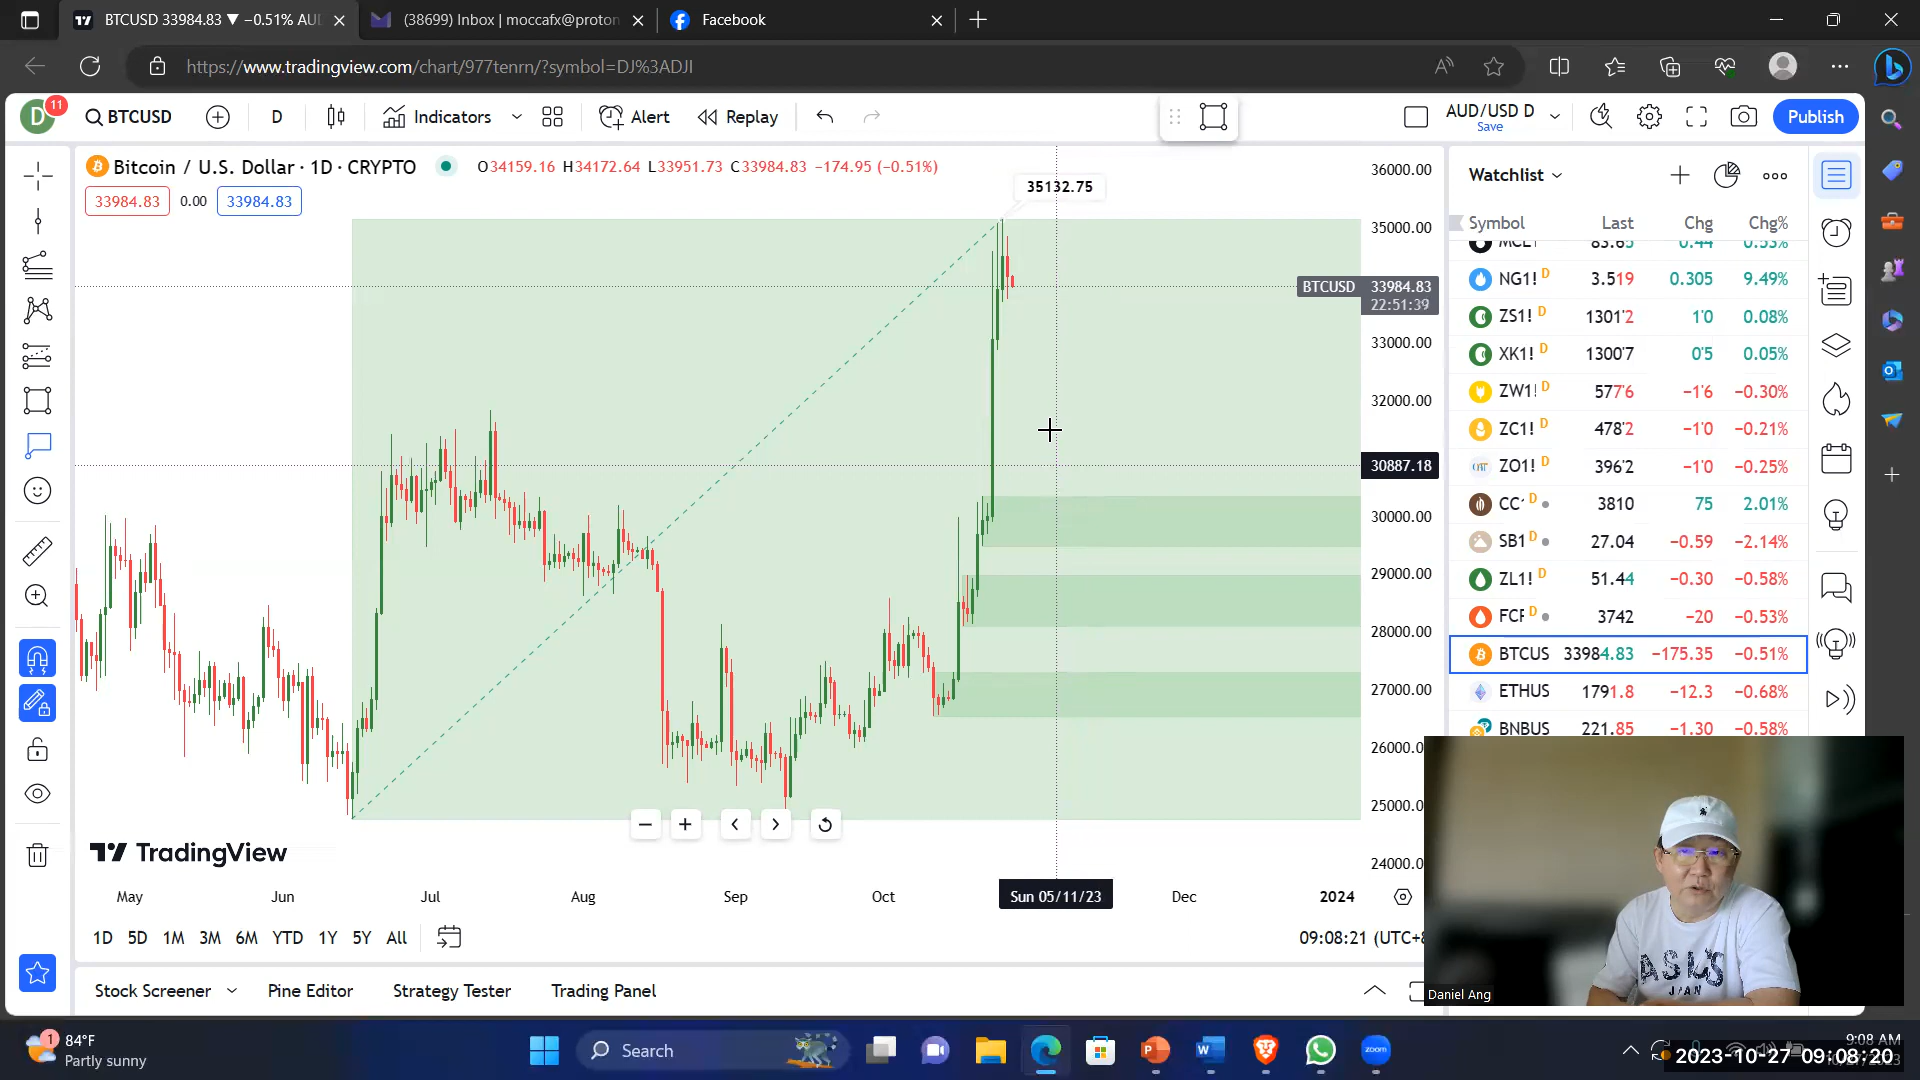 BTCUSD 33984.83 ▼ −0.51% AU
(38699) Inbox | moccafx@proton
Facebook
https://www.tradingview.com/chart/977tenrn/?symbol=DJ%3ADJI
D
11
BTCUSD
D
Indicators
Alert
Replay
AUD/USD D
Save
Publish
Bitcoin / U.S. Dollar · 1D · CRYPTO
O34159.16 H34172.64 L33951.73 C33984.83 −174.95 (−0.51%)
33984.83
0.00
33984.83
35132.75
36000.00
35000.00
BTCUSD 33984.83
22:51:39
33000.00
32000.00
30887.18
30000.00
29000.00
28000.00
27000.00
26000.0
25000.0
24000.0
TradingView
May
Jun
Jul
Aug
Sep
Oct
Sun 05/11/23
Dec
2024
1D 5D 1M 3M 6M YTD 1Y 5Y All
09:08:21 (UTC+8
Stock Screener
Pine Editor
Strategy Tester
Trading Panel
Watchlist
Symbol Last Chg Chg%
NG1! D 3.519 0.305 9.49%
ZS1! D 1301'2 1'0 0.08%
XK1! D 1300'7 0'5 0.05%
ZW1! D 577'6 −1'6 −0.30%
ZC1! D 478'2 −1'0 −0.21%
ZO1! D 396'2 −1'0 −0.25%
CC D 3810 75 2.01%
SB1 D 27.04 −0.59 −2.14%
ZL1! D 51.44 −0.30 −0.58%
FCP D 3742 −20 −0.53%
BTCUS 33984.83 −175.35 −0.51%
ETHUS 1791.8 −12.3 −0.68%
BNBUS 221.85 −1.30 −0.58%
ASICS
Daniel Ang
1
84°F
Partly sunny
Search
zoom
9:08 AM
2023-10-27 09:08:20